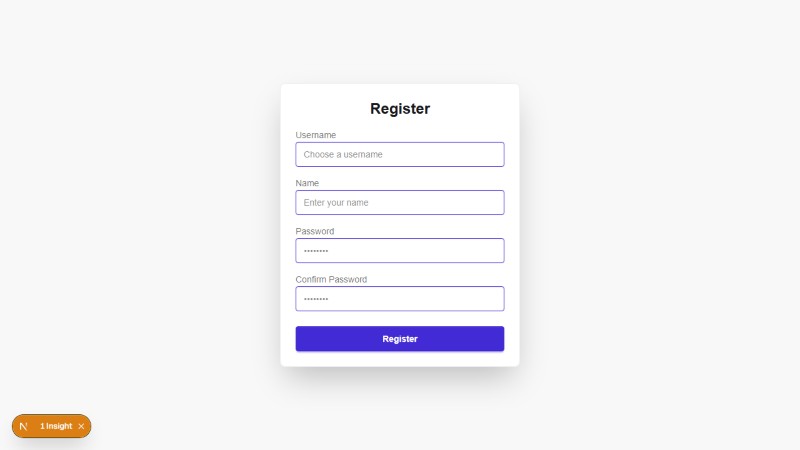 Register
Username
Choose a username
Name
Enter your name
Password
••••••••
Confirm Password
••••••••
Register
N 1 Insight